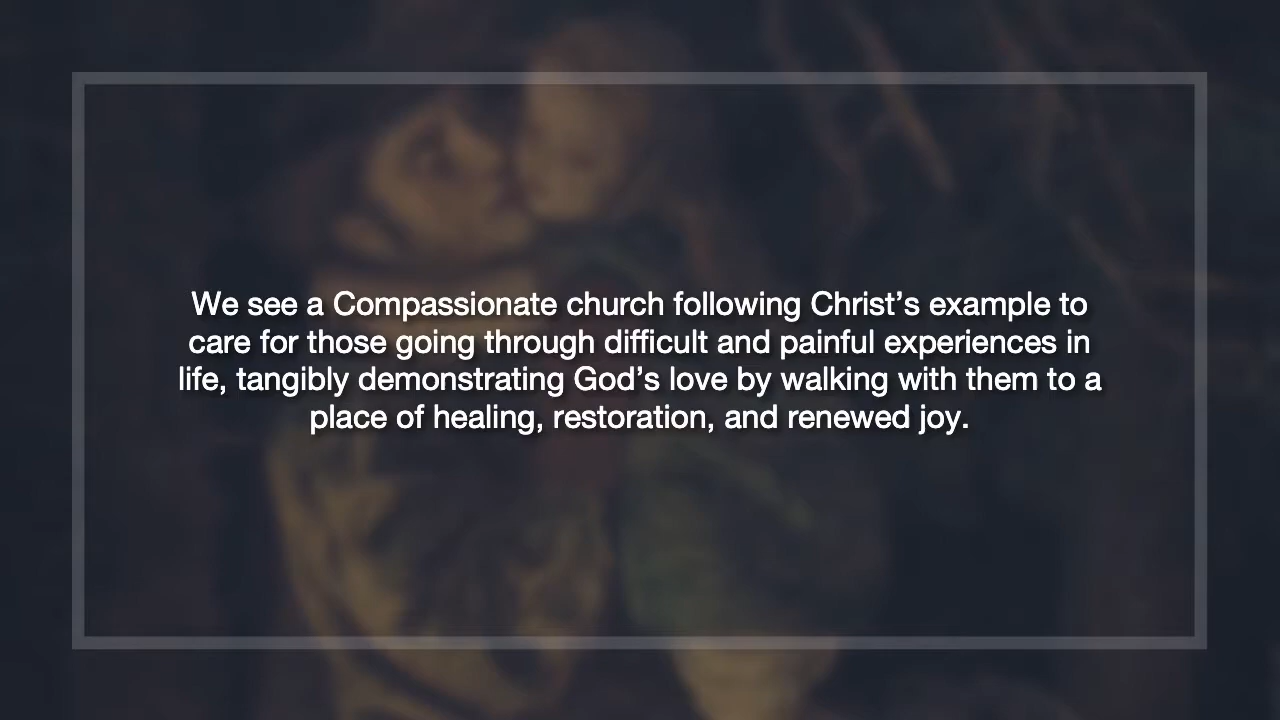 We see a Compassionate church following Christ’s example to
care for those going through difficult and painful experiences in
life, tangibly demonstrating God’s love by walking with them to a
place of healing, restoration, and renewed joy.